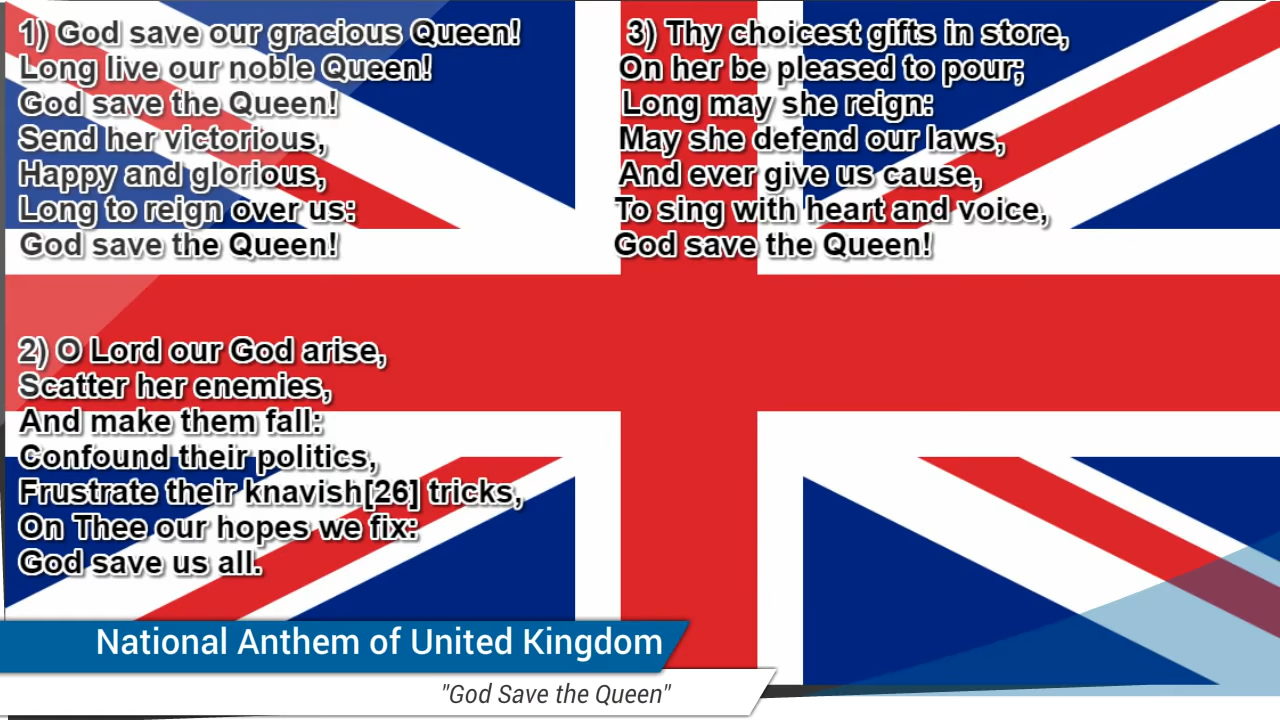 1) God save our gracious Queen!
Long live our noble Queen!
God save the Queen!
Send her victorious,
Happy and glorious,
Long to reign over us:
God save the Queen!
2) O Lord our God arise,
Scatter her enemies,
And make them fall:
Confound their politics,
Frustrate their knavish[26] tricks,
On Thee our hopes we fix:
God save us all.
3) Thy choicest gifts in store,
On her be pleased to pour;
Long may she reign:
May she defend our laws,
And ever give us cause,
To sing with heart and voice,
God save the Queen!
National Anthem of United Kingdom
"God Save the Queen"